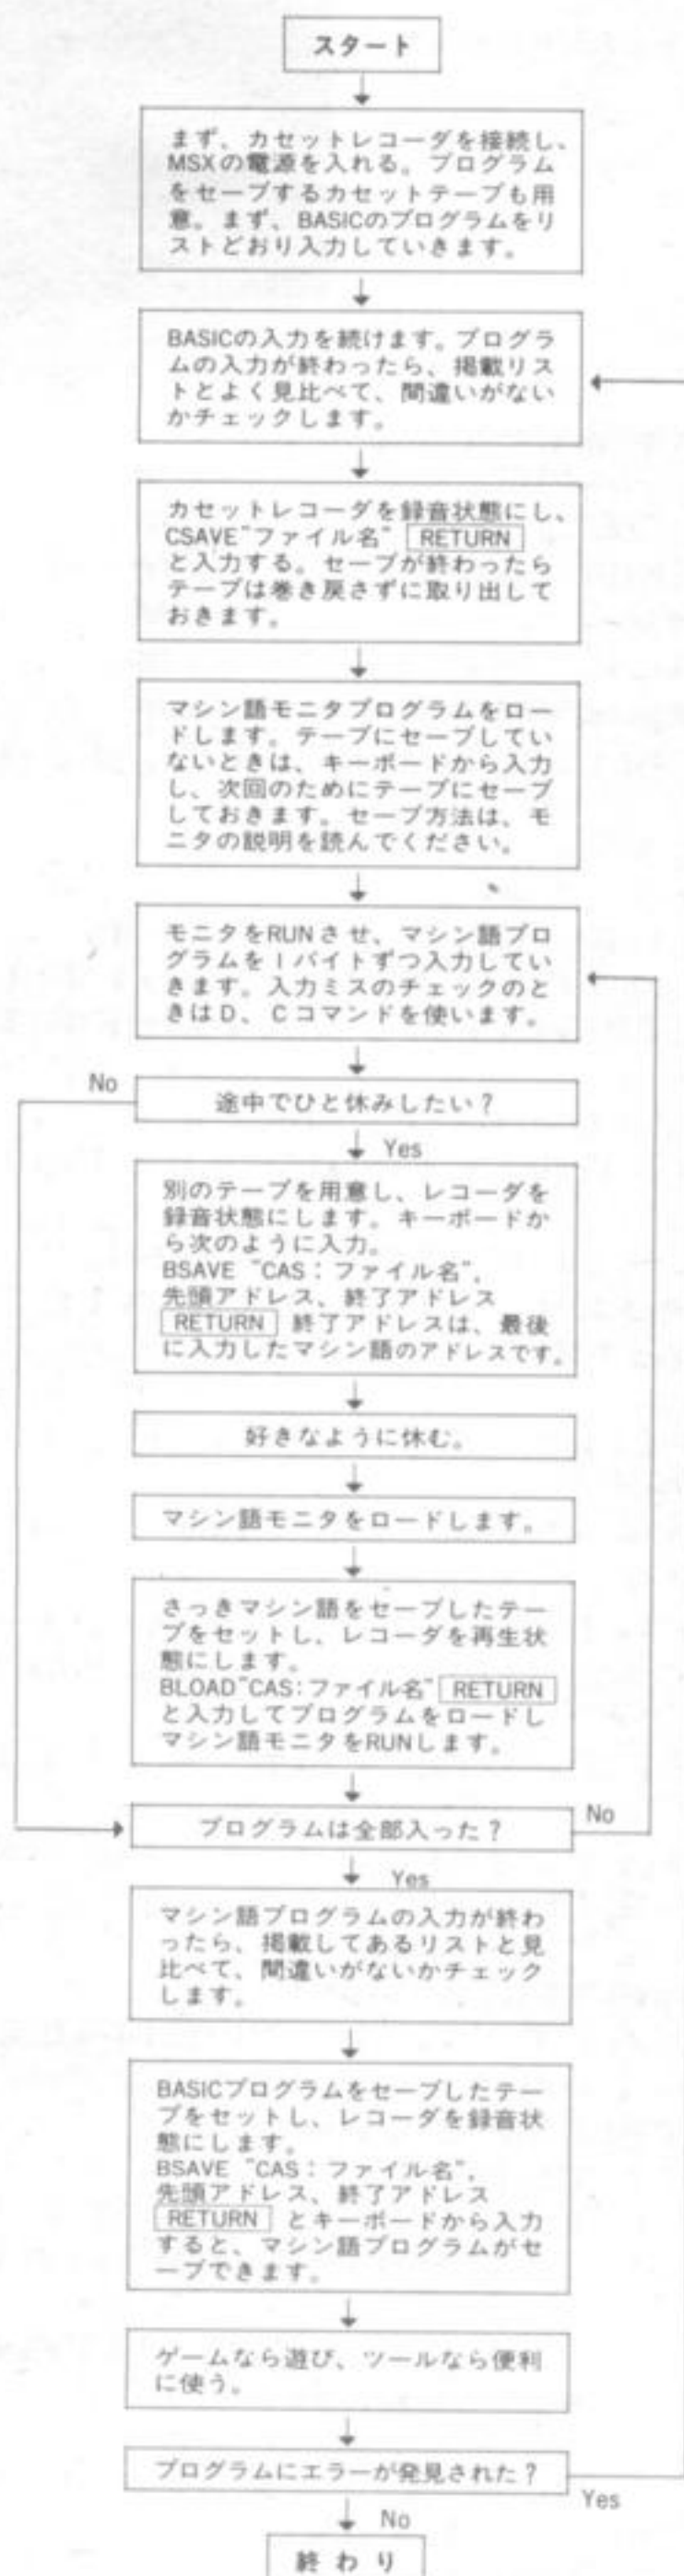 スタート
まず、カセットレコーダを接続し、
MSXの電源を入れる。プログラム
をセーブするカセットテープも用
意。まず、BASICのプログラムをリ
ストどおり入力していきます。
BASICの入力を続けます。プログラ
ムの入力が終わったら、掲載リス
トとよく見比べて、間違いがない
かチェックします。
カセットレコーダを録音状態にし、
CSAVE"ファイル名" RETURN
と入力する。セーブが終わったら
テープは巻き戻さずに取り出して
おきます。
マシン語モニタプログラムをロー
ドします。テープにセーブしてい
ないときは、キーボードから入力
し、次回のためにテープにセーブ
しておきます。セーブ方法は、モ
ニタの説明を読んでください。
モニタをRUNさせ、マシン語プロ
グラムを1バイトずつ入力してい
きます。入力ミスのチェックのと
きはD、Cコマンドを使います。
No
途中でひと休みしたい?
Yes
別のテープを用意し、レコーダを
録音状態にします。キーボードか
ら次のように入力。
BSAVE "CAS:ファイル名",
先頭アドレス、終了アドレス
RETURN 終了アドレスは、最後
に入力したマシン語のアドレスです。
好きなように休む。
マシン語モニタをロードします。
さっきマシン語をセーブしたテー
プをセットし、レコーダを再生状
態にします。
BLOAD"CAS:ファイル名" RETURN
と入力してプログラムをロードし
マシン語モニタをRUNします。
プログラムは全部入った?
No
Yes
マシン語プログラムの入力が終わ
ったら、掲載してあるリストと見
比べて、間違いがないかチェック
します。
BASICプログラムをセーブしたテー
プをセットし、レコーダを録音状
態にします。
BSAVE "CAS:ファイル名",
先頭アドレス、終了アドレス
RETURN とキーボードから入力
すると、マシン語プログラムがセ
ーブできます。
ゲームなら遊び、ツールなら便利
に使う。
プログラムにエラーが発見された?
Yes
No
終わり